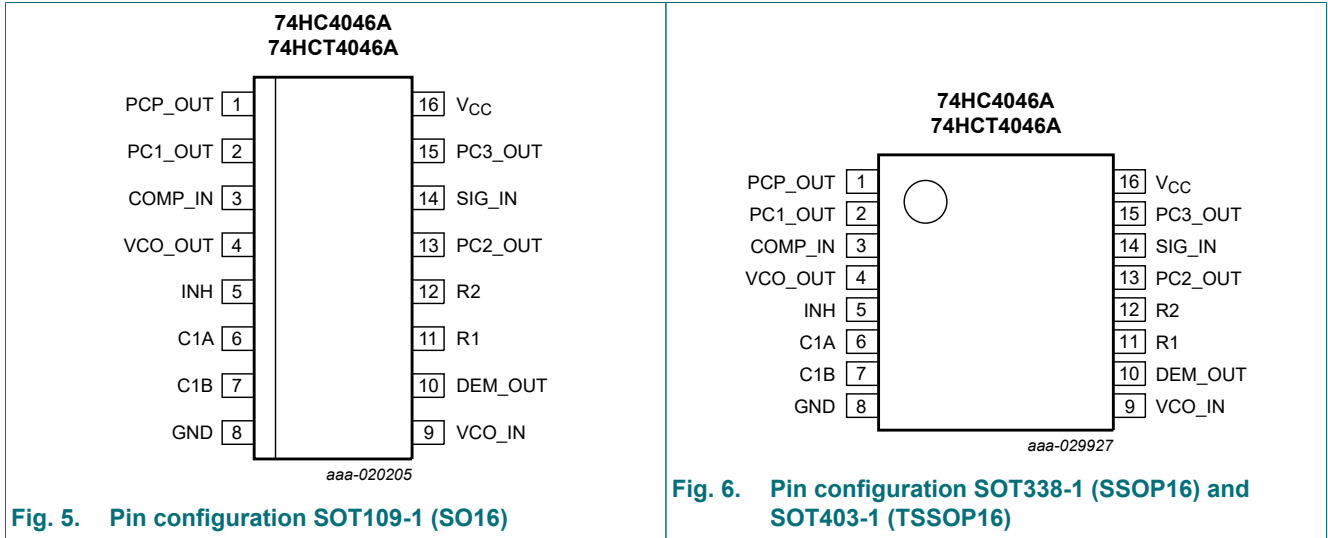 74HC4046A
74HCT4046A
PCP_OUT 1
PC1_OUT 2
COMP_IN 3
VCO_OUT 4
INH 5
C1A 6
C1B 7
GND 8
16 VCC
15 PC3_OUT
14 SIG_IN
13 PC2_OUT
12 R2
11 R1
10 DEM_OUT
9 VCO_IN
aaa-020205
Fig. 5. Pin configuration SOT109-1 (SO16)
74HC4046A
74HCT4046A
PCP_OUT 1
PC1_OUT 2
COMP_IN 3
VCO_OUT 4
INH 5
C1A 6
C1B 7
GND 8
16 VCC
15 PC3_OUT
14 SIG_IN
13 PC2_OUT
12 R2
11 R1
10 DEM_OUT
9 VCO_IN
aaa-029927
Fig. 6. Pin configuration SOT338-1 (SSOP16) and
SOT403-1 (TSSOP16)